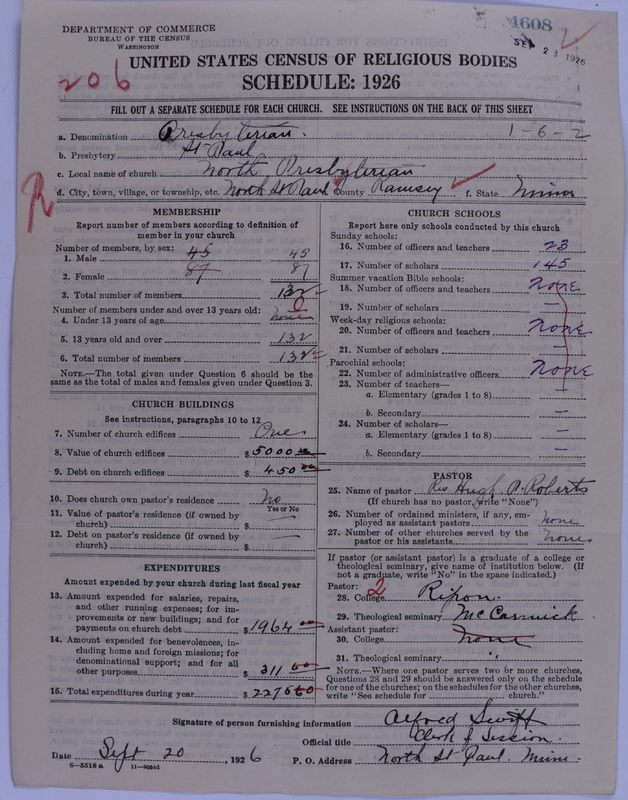 DEPARTMENT OF COMMERCE
BUREAU OF THE CENSUS
WASHINGTON
4608
SEP 23 1926
206
UNITED STATES CENSUS OF RELIGIOUS BODIES
SCHEDULE: 1926
FILL OUT A SEPARATE SCHEDULE FOR EACH CHURCH. SEE INSTRUCTIONS ON THE BACK OF THIS SHEET
a. Denomination Presbyterian. 1-6-2
b. Presbytery St Paul
c. Local name of church North Presbyterian
d. City, town, village, or township, etc. North St Paul County Ramsey f. State Minn
R
MEMBERSHIP
Report number of members according to definition of member in your church
Number of members, by sex: 45
1. Male 45
87
2. Female 87
3. Total number of members 132
Number of members under and over 13 years old: 0
4. Under 13 years of age none
5. 13 years old and over 132
6. Total number of members 132
NOTE.—The total given under Question 6 should be the same as the total of males and females given under Question 3.
CHURCH BUILDINGS
See instructions, paragraphs 10 to 12
7. Number of church edifices One
8. Value of church edifices $5000
9. Debt on church edifices $450
10. Does church own pastor's residence No
Yes or No
11. Value of pastor's residence (if owned by church) $ —
12. Debt on pastor's residence (if owned by church) $ —
EXPENDITURES
Amount expended by your church during last fiscal year
13. Amount expended for salaries, repairs, and other running expenses; for improvements or new buildings; and for payments on church debt $1964
14. Amount expended for benevolences, including home and foreign missions; for denominational support; and for all other purposes $311
15. Total expenditures during year $2275
CHURCH SCHOOLS
Report here only schools conducted by this church
Sunday schools:
16. Number of officers and teachers 23
17. Number of scholars 145
Summer vacation Bible schools:
18. Number of officers and teachers none
19. Number of scholars —
Week-day religious schools:
20. Number of officers and teachers none
21. Number of scholars —
Parochial schools:
22. Number of administrative officers none
23. Number of teachers—
a. Elementary (grades 1 to 8) —
b. Secondary —
24. Number of scholars—
a. Elementary (grades 1 to 8) —
b. Secondary —
PASTOR
25. Name of pastor Rev Hugh P. Roberts
(If church has no pastor, write "None")
26. Number of ordained ministers, if any, employed as assistant pastors none
27. Number of other churches served by the pastor or his assistants none
If pastor (or assistant pastor) is a graduate of a college or theological seminary, give name of institution below. (If not a graduate, write "No" in the space indicated.)
Pastor: 2
28. College Ripon.
29. Theological seminary McCormick
Assistant pastor:
30. College None
31. Theological seminary "
NOTE.—Where one pastor serves two or more churches, Questions 28 and 29 should be answered only on the schedule for one of the churches; on the schedules for the other churches, write "See schedule for ........ church."
Signature of person furnishing information Alfred Swift
Official title Clerk of Session.
Date Sept 20, 1926 P. O. Address North St Paul. Minn.
8—5518 a